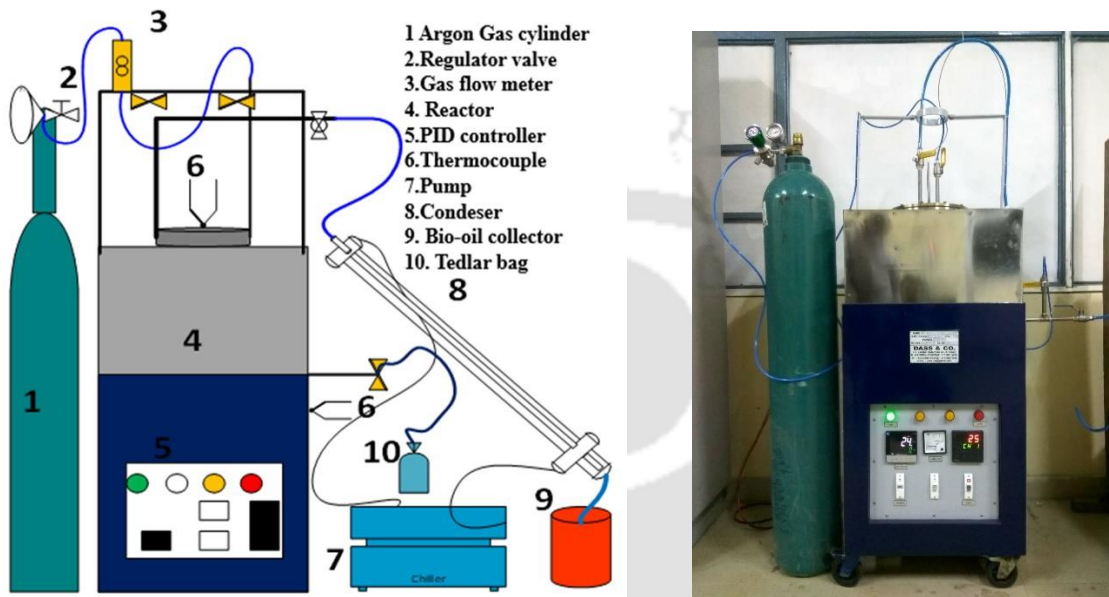 3
2
6
4
1
6
5
10
7
8
9
Chiller
1 Argon Gas cylinder
2.Regulator valve
3.Gas flow meter
4. Reactor
5.PID controller
6.Thermocouple
7.Pump
8.Condeser
9. Bio-oil collector
10. Tedlar bag
DASS & CO.
24
25